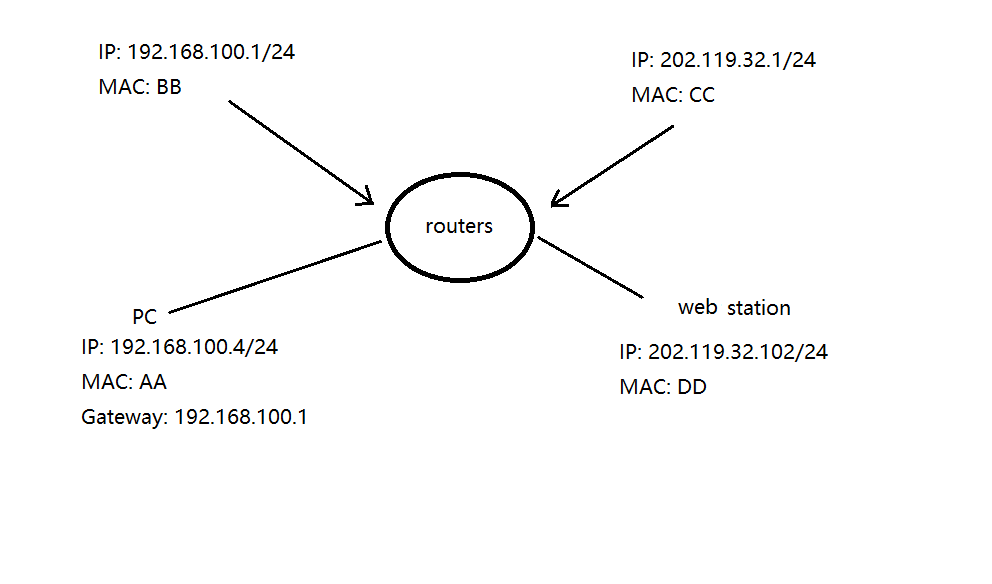 IP: 192.168.100.1/24
MAC: BB
IP: 202.119.32.1/24
MAC: CC
routers
PC
IP: 192.168.100.4/24
MAC: AA
Gateway: 192.168.100.1
web station
IP: 202.119.32.102/24
MAC: DD